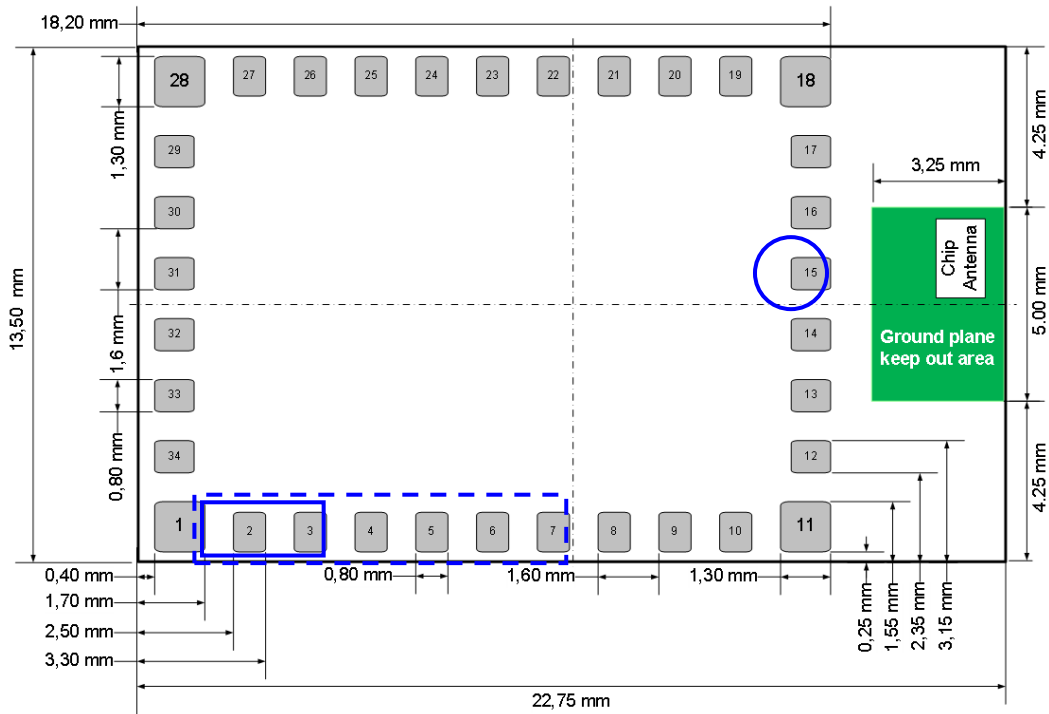 18,20 mm
28
27
26
25
24
23
22
21
20
19
18
13,50 mm
1,30 mm
29
17
4.25 mm
3,25 mm
30
16
31
15
Chip
Antenna
5.00 mm
1,6 mm
32
14
Ground plane
keep out area
33
13
0,80 mm
34
12
4.25 mm
1
2
3
4
5
6
7
8
9
10
11
0,40 mm
0,80 mm
1,60 mm
1,30 mm
0,25 mm
1,55 mm
2,35 mm
3,15 mm
1,70 mm
2,50 mm
3,30 mm
22,75 mm